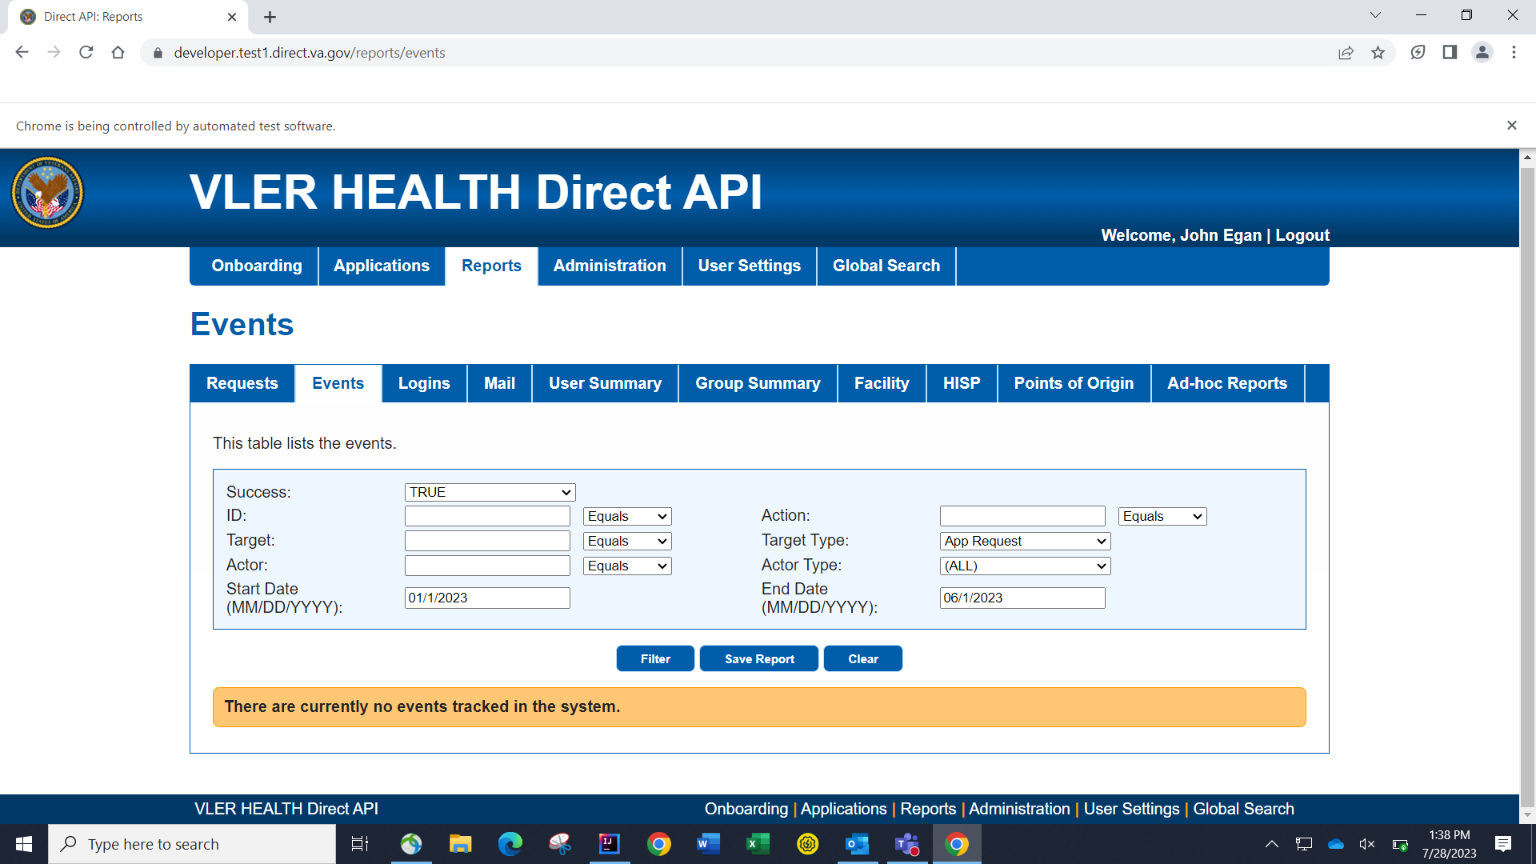 Direct API: Reports
developer.test1.direct.va.gov/reports/events
Chrome is being controlled by automated test software.
VLER HEALTH Direct API
Welcome, John Egan | Logout
Onboarding Applications Reports Administration User Settings Global Search
Events
Requests Events Logins Mail User Summary Group Summary Facility HISP Points of Origin Ad-hoc Reports
This table lists the events.
Success: TRUE
ID: Equals Action: Equals
Target: Equals Target Type: App Request
Actor: Equals Actor Type: (ALL)
Start Date (MM/DD/YYYY): 01/1/2023 End Date (MM/DD/YYYY): 06/1/2023
Filter Save Report Clear
There are currently no events tracked in the system.
VLER HEALTH Direct API Onboarding | Applications | Reports | Administration | User Settings | Global Search
Type here to search
1:38 PM
7/28/2023